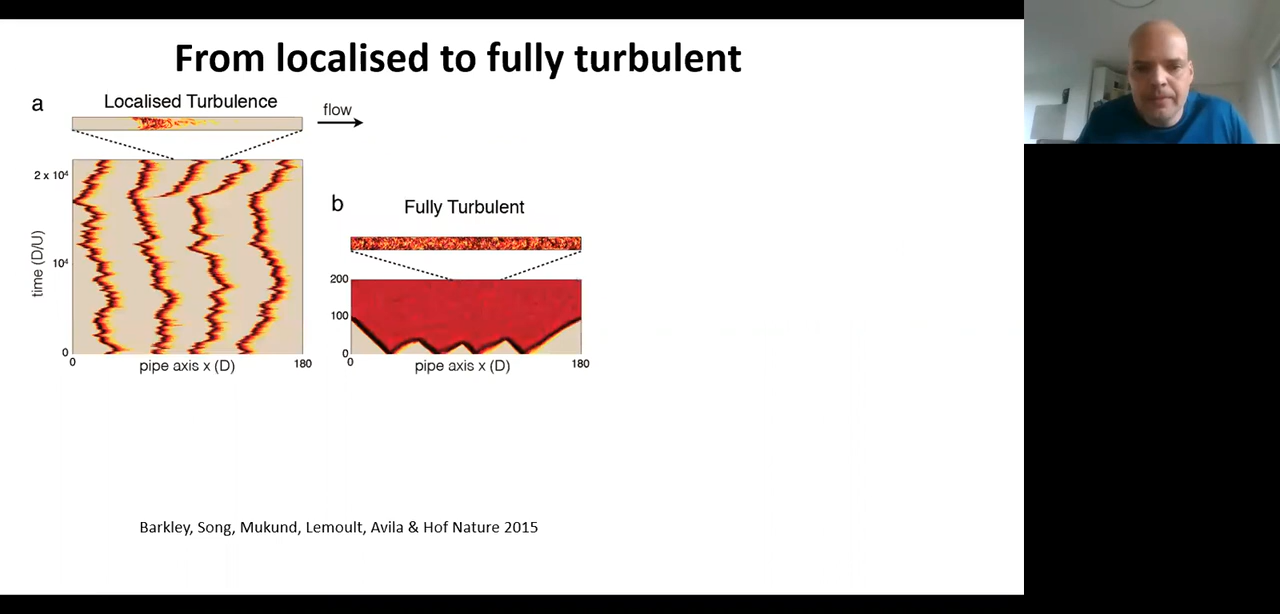 From localised to fully turbulent
a
Localised Turbulence
flow
2 x 10⁴
10⁴
0
time (D/U)
0
pipe axis x (D)
180
b
Fully Turbulent
200
100
0
0
pipe axis x (D)
180
Barkley, Song, Mukund, Lemoult, Avila & Hof Nature 2015